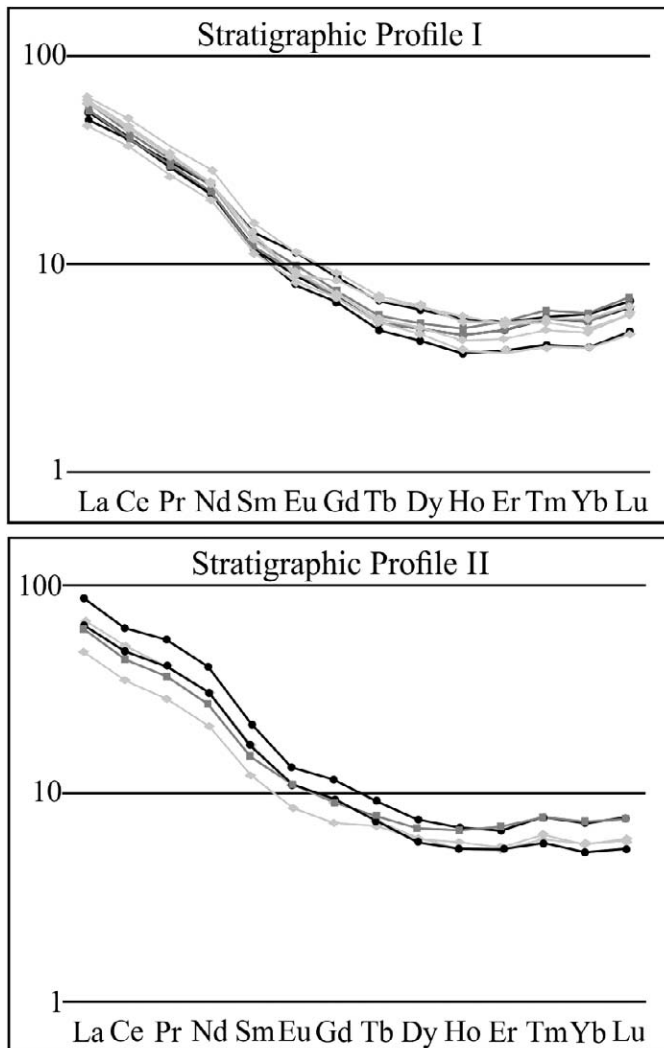 Stratigraphic Profile I
100
10
1
La Ce Pr Nd Sm Eu Gd Tb Dy Ho Er Tm Yb Lu
Stratigraphic Profile II
100
10
1
La Ce Pr Nd Sm Eu Gd Tb Dy Ho Er Tm Yb Lu